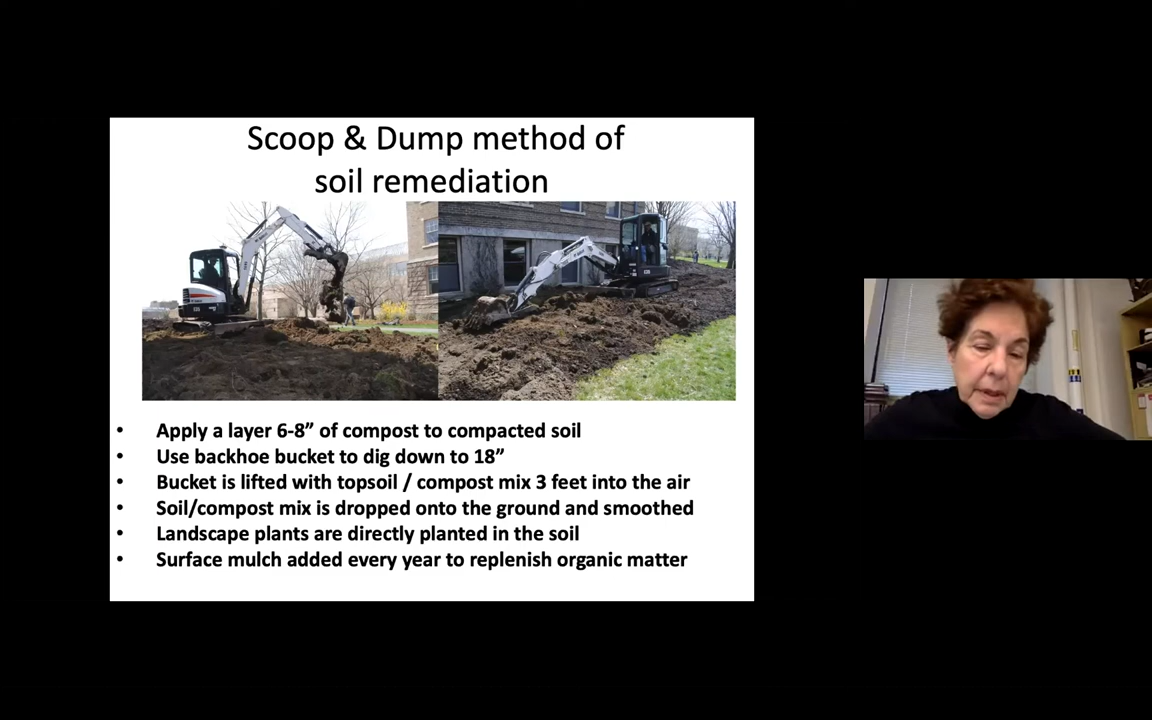 Scoop & Dump method of
soil remediation
• Apply a layer 6-8” of compost to compacted soil
• Use backhoe bucket to dig down to 18”
• Bucket is lifted with topsoil / compost mix 3 feet into the air
• Soil/compost mix is dropped onto the ground and smoothed
• Landscape plants are directly planted in the soil
• Surface mulch added every year to replenish organic matter